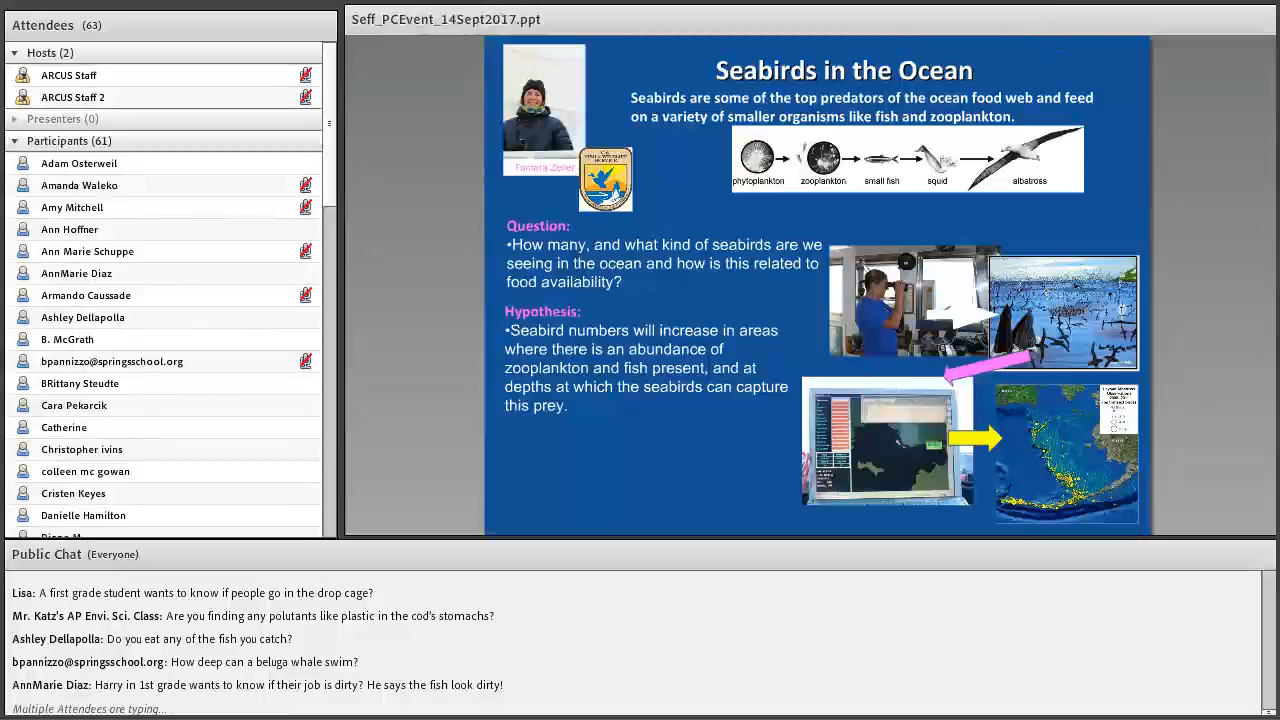 Attendees (63)
Hosts (2)
ARCUS Staff
ARCUS Staff 2
Presenters (0)
Participants (61)
Adam Osterweil
Amanda Waleko
Amy Mitchell
Ann Hoffner
Ann Marie Schuppe
AnnMarie Diaz
Armando Caussade
Ashley Dellapolla
B. McGrath
bpannizzo@springsschool.org
BRittany Steudte
Cara Pekarcik
Catherine
Christopher ivins
colleen mc gowan
Cristen Keyes
Danielle Hamilton
Seff_PCEvent_14Sept2017.ppt
Seabirds in the Ocean
Seabirds are some of the top predators of the ocean food web and feed
on a variety of smaller organisms like fish and zooplankton.
phytoplankton zooplankton small fish squid albatross
Tamara Zeller
Question:
•How many, and what kind of seabirds are we
seeing in the ocean and how is this related to
food availability?
Hypothesis:
•Seabird numbers will increase in areas
where there is an abundance of
zooplankton and fish present, and at
depths at which the seabirds can capture
this prey.
Public Chat (Everyone)
Lisa: A first grade student wants to know if people go in the drop cage?
Mr. Katz's AP Envi. Sci. Class: Are you finding any polutants like plastic in the cod's stomachs?
Ashley Dellapolla: Do you eat any of the fish you catch?
bpannizzo@springsschool.org: How deep can a beluga whale swim?
AnnMarie Diaz: Harry in 1st grade wants to know if their job is dirty? He says the fish look dirty!
Multiple Attendees are typing...